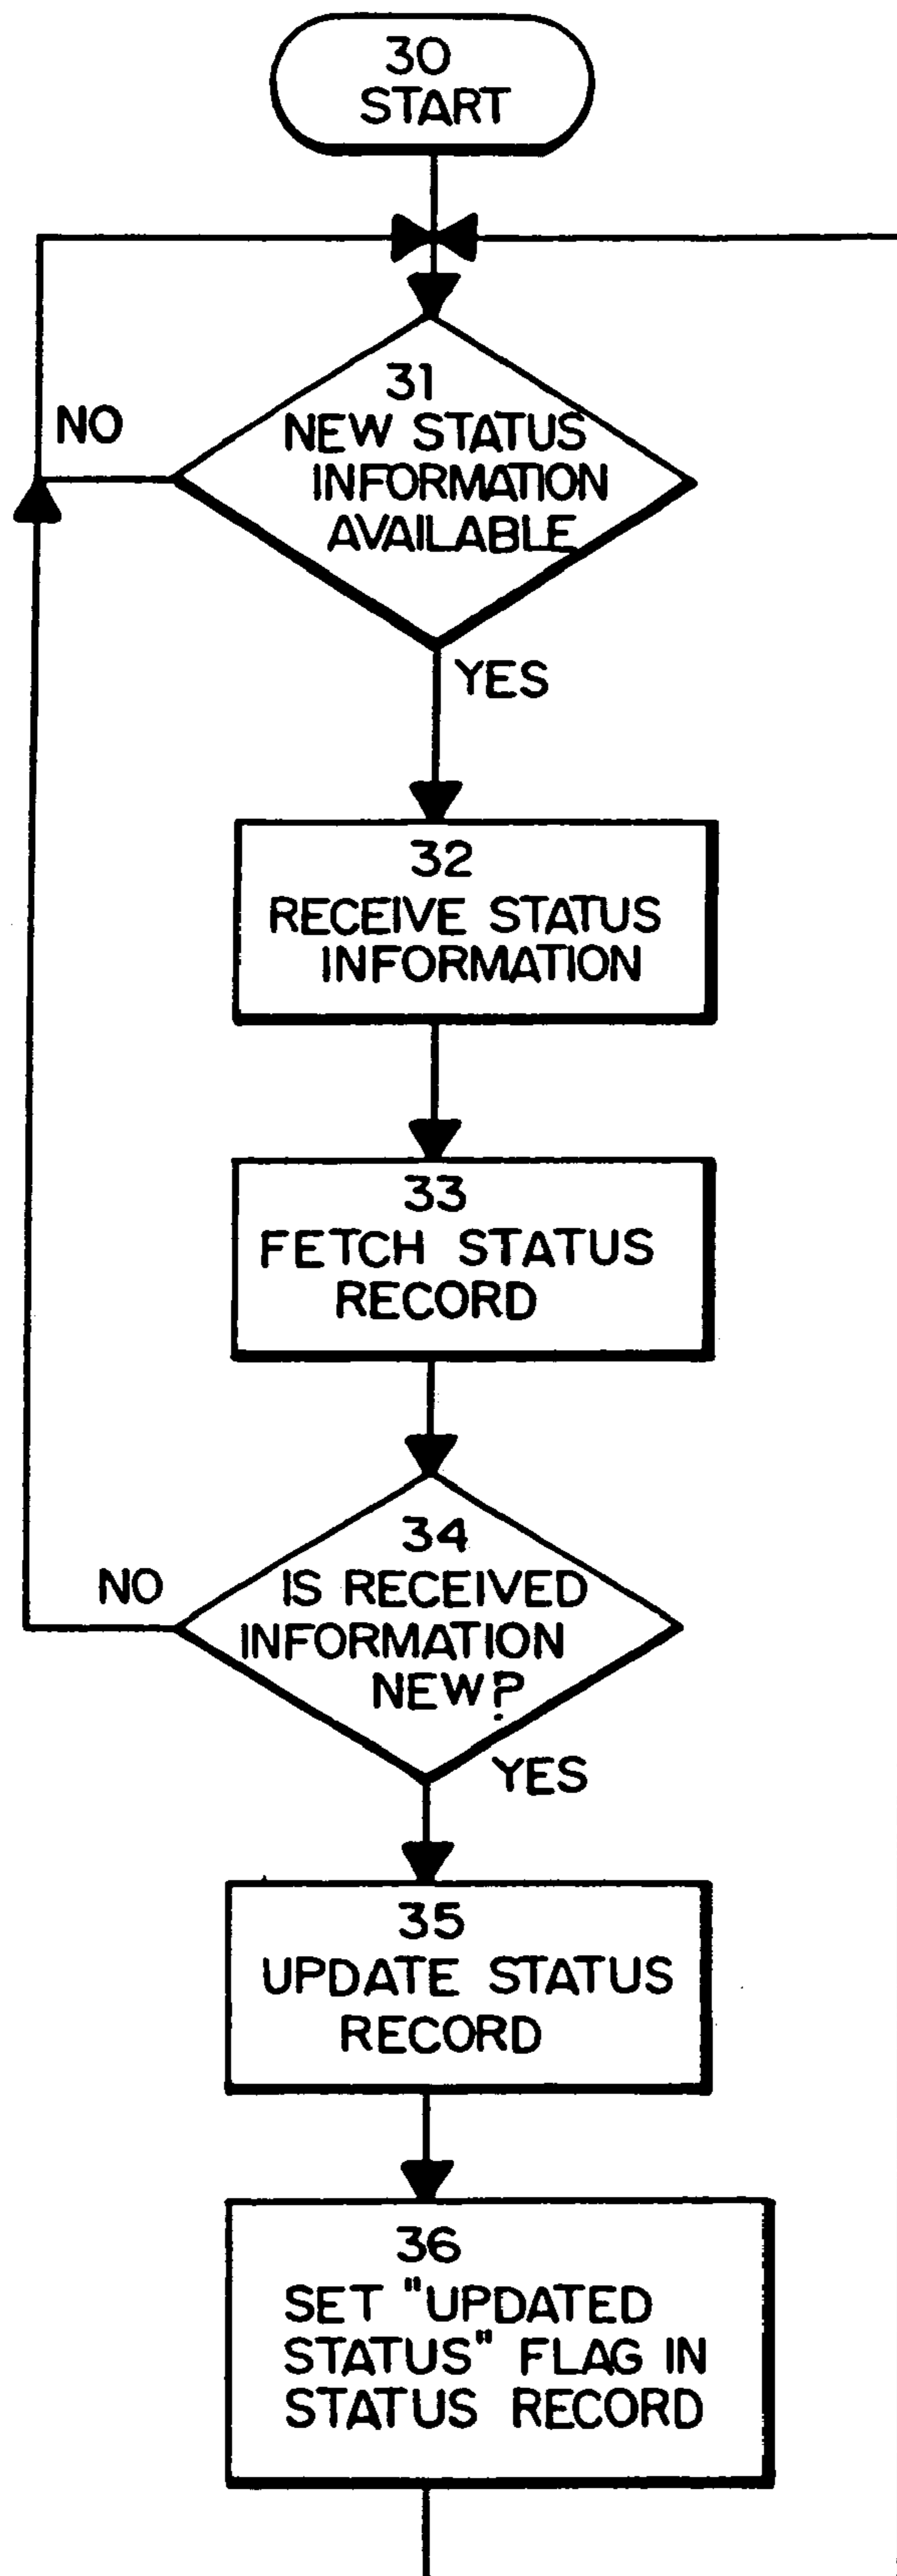 30
START
NO
31
NEW STATUS
INFORMATION
AVAILABLE
YES
32
RECEIVE STATUS
INFORMATION
33
FETCH STATUS
RECORD
NO
34
IS RECEIVED
INFORMATION
NEW?
YES
35
UPDATE STATUS
RECORD
36
SET "UPDATED
STATUS" FLAG IN
STATUS RECORD